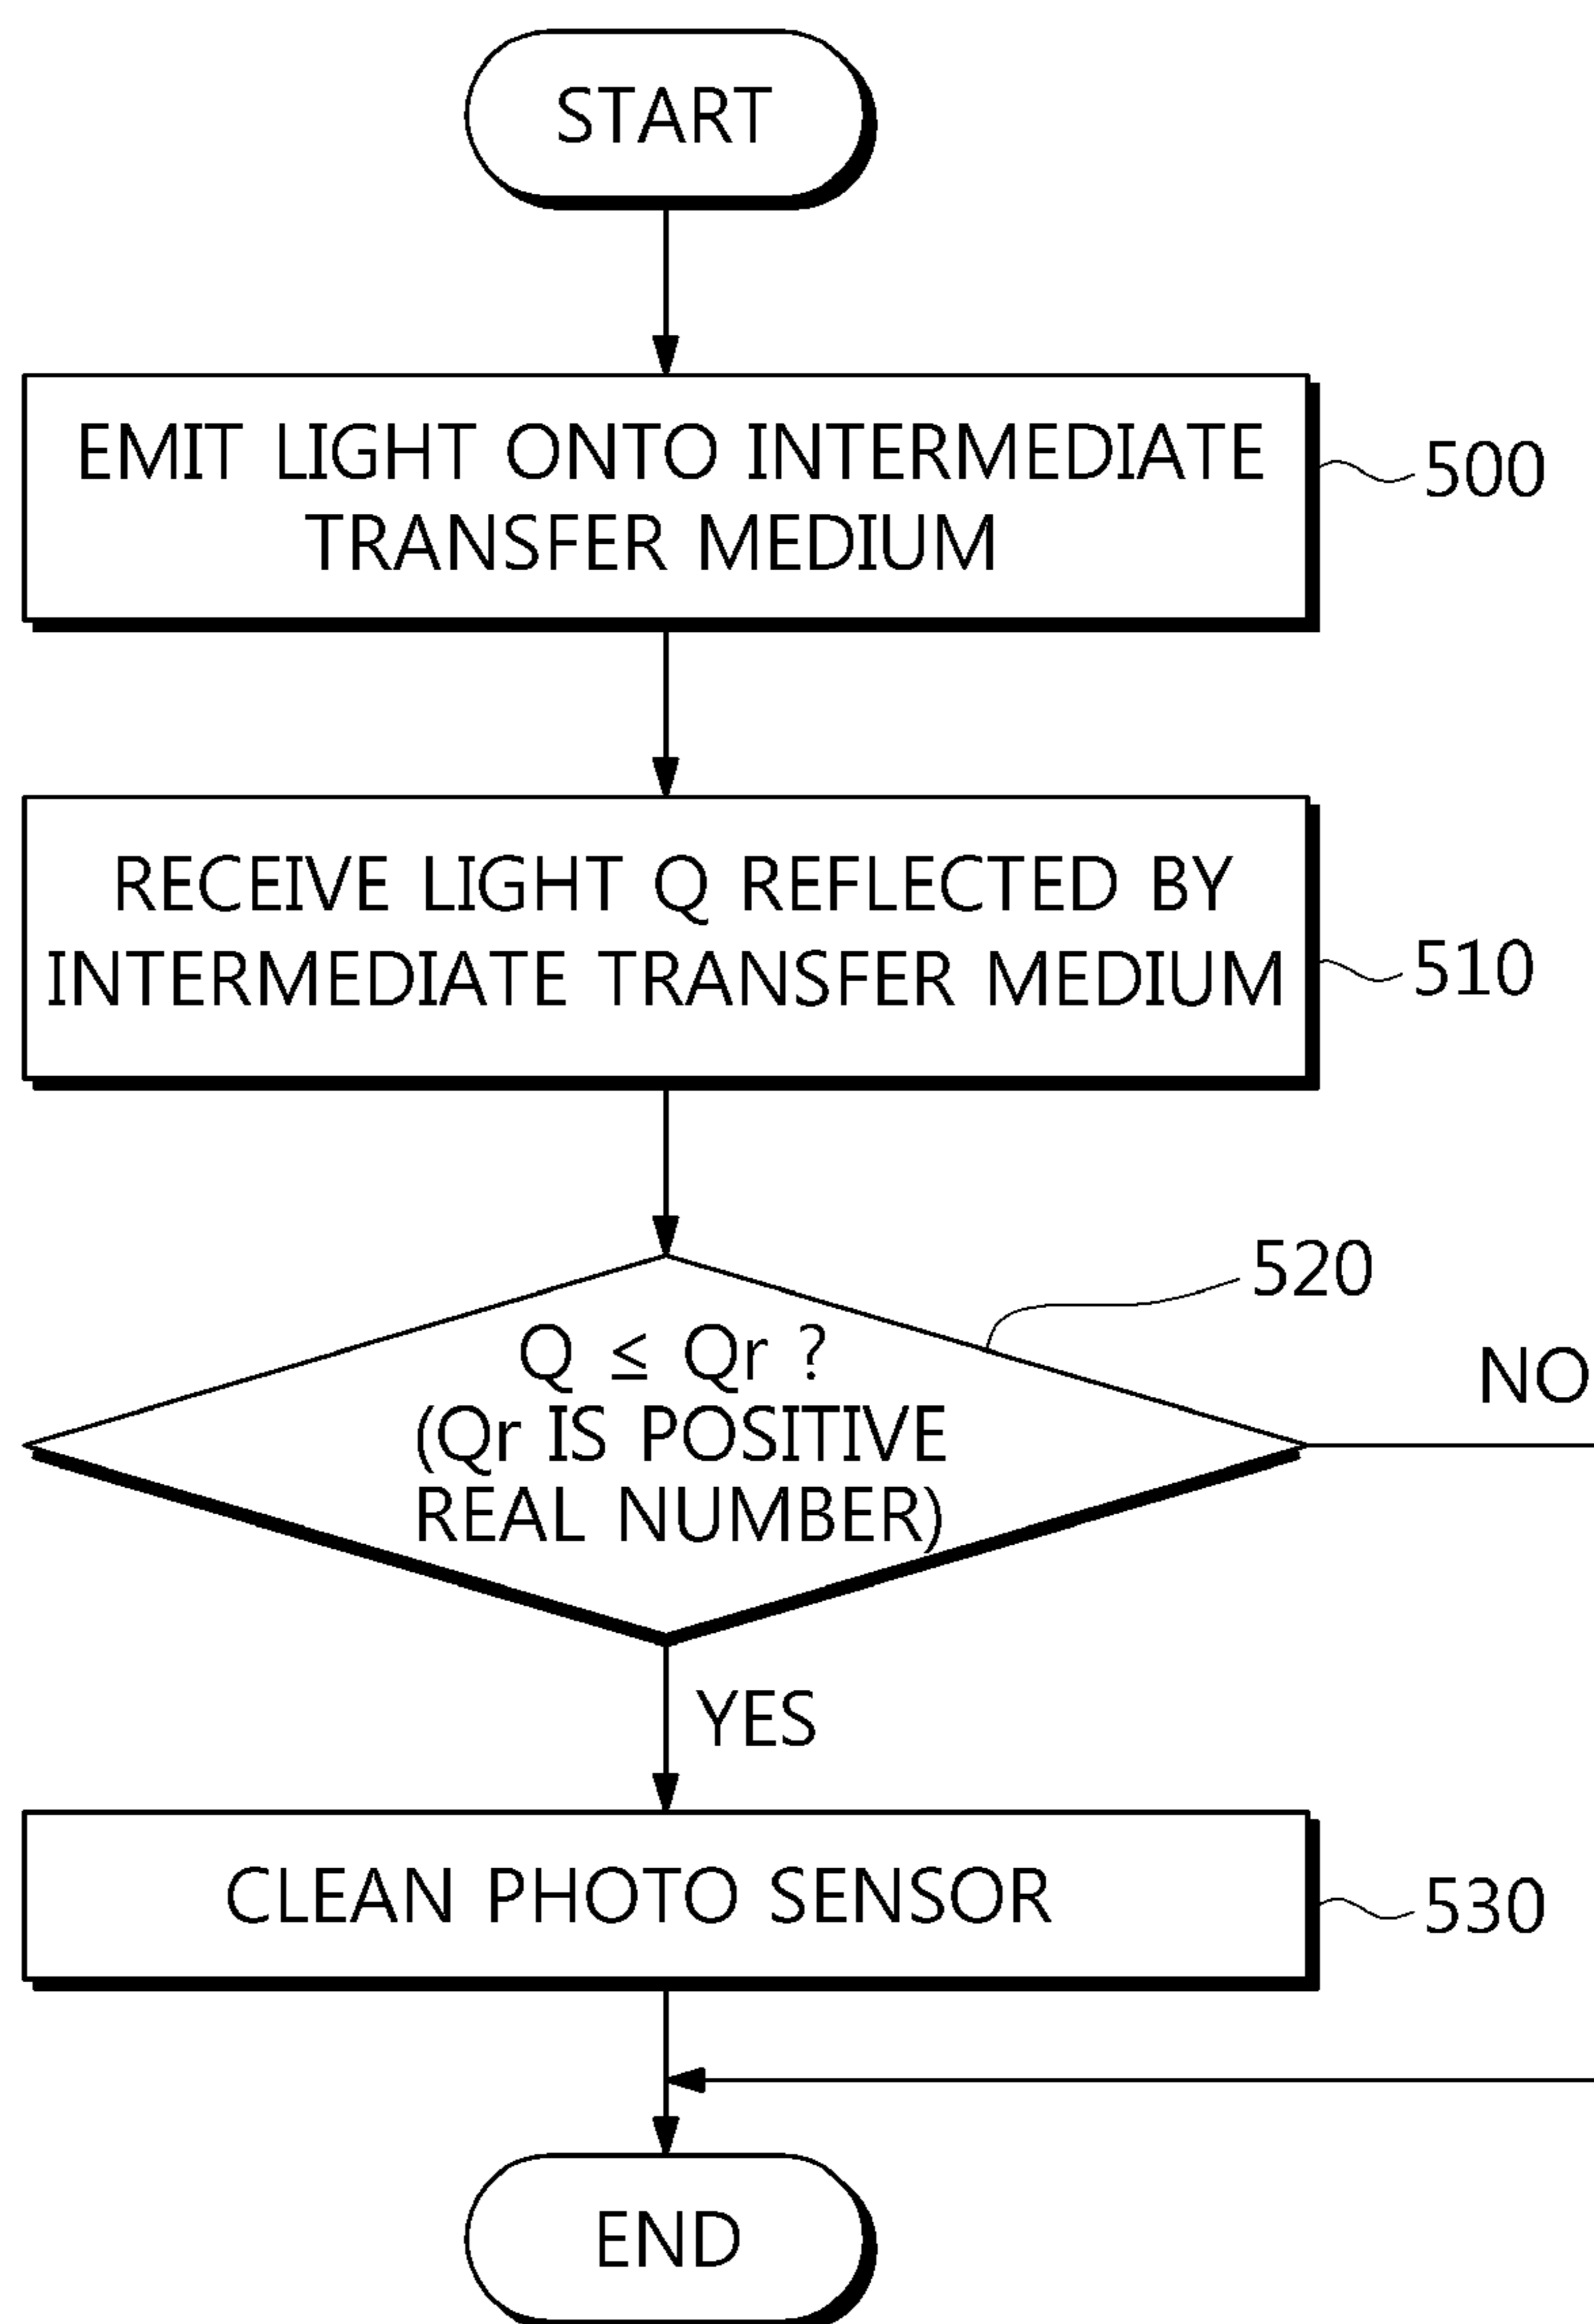 START
EMIT LIGHT ONTO INTERMEDIATE
TRANSFER MEDIUM
500
RECEIVE LIGHT Q REFLECTED BY
INTERMEDIATE TRANSFER MEDIUM
510
520
Q ≤ Qr ?
(Qr IS POSITIVE
REAL NUMBER)
NO
YES
CLEAN PHOTO SENSOR
530
END